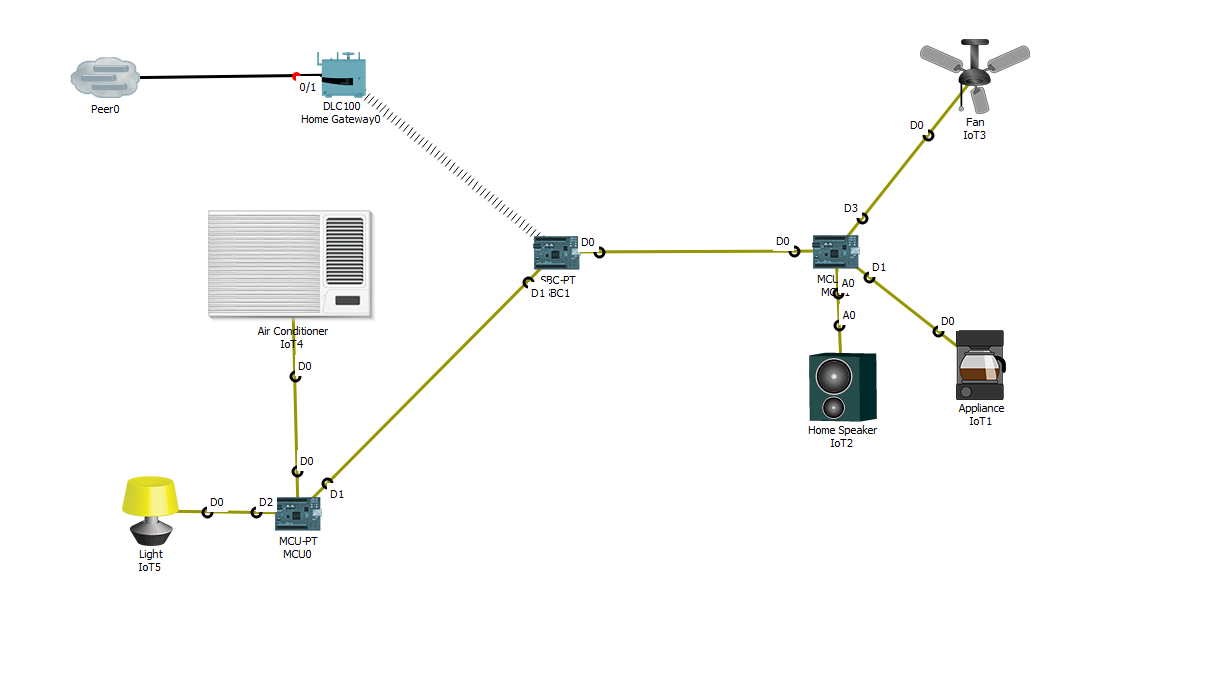 Peer0
0/1
DLC100
Home Gateway0
D0
Fan
IoT3
D3
D0
D0
D1
SBC-PT
D1
A0
A0
D0
Air Conditioner
IoT4
D0
Home Speaker
IoT2
Appliance
IoT1
D0
D1
D0
D2
MCU-PT
MCU0
Light
IoT5